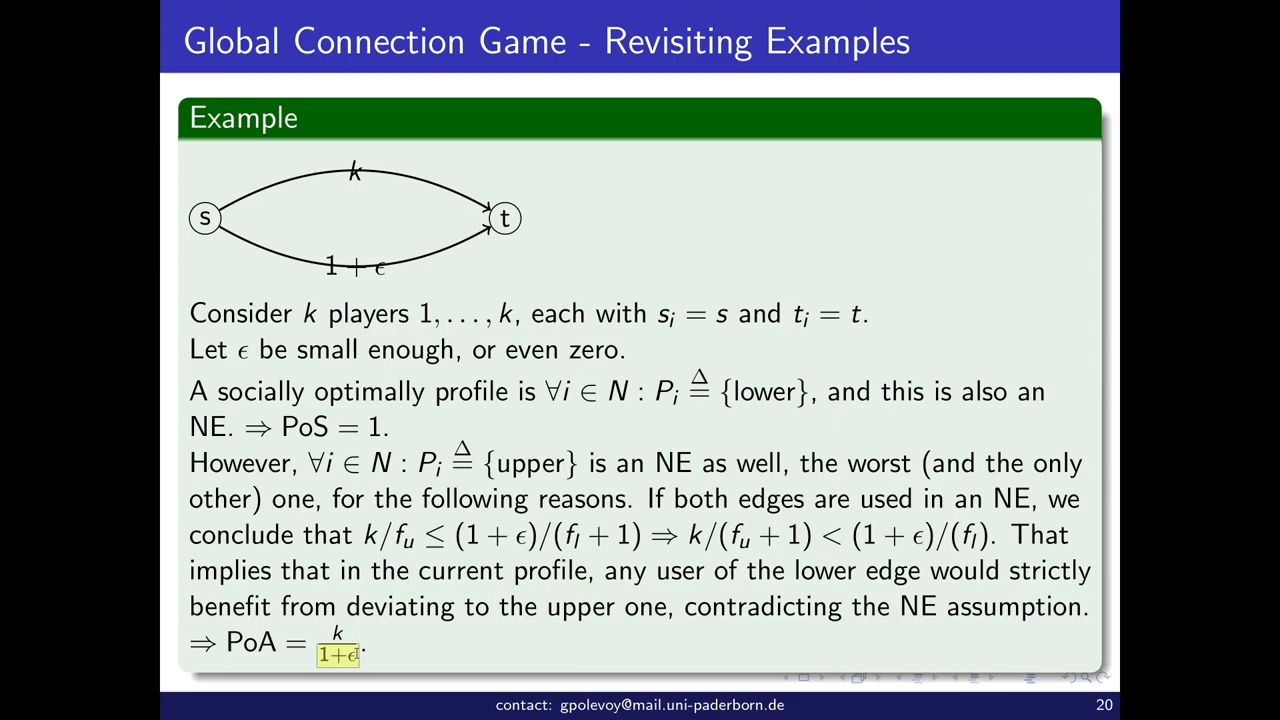 Global Connection Game - Revisiting Examples
Example
k
s
t
1 + ϵ
Consider k players 1, . . . , k, each with sᵢ = s and tᵢ = t.
Let ϵ be small enough, or even zero.
A socially optimally profile is ∀i ∈ N : Pᵢ ≜ {lower}, and this is also an
NE. ⇒ PoS = 1.
However, ∀i ∈ N : Pᵢ ≜ {upper} is an NE as well, the worst (and the only
other) one, for the following reasons. If both edges are used in an NE, we
conclude that k/f_u ≤ (1 + ϵ)/(f_l + 1) ⇒ k/(f_u + 1) < (1 + ϵ)/(f_l). That
implies that in the current profile, any user of the lower edge would strictly
benefit from deviating to the upper one, contradicting the NE assumption.
⇒ PoA = k/(1+ϵ).
contact: gpolevoy@mail.uni-paderborn.de
20